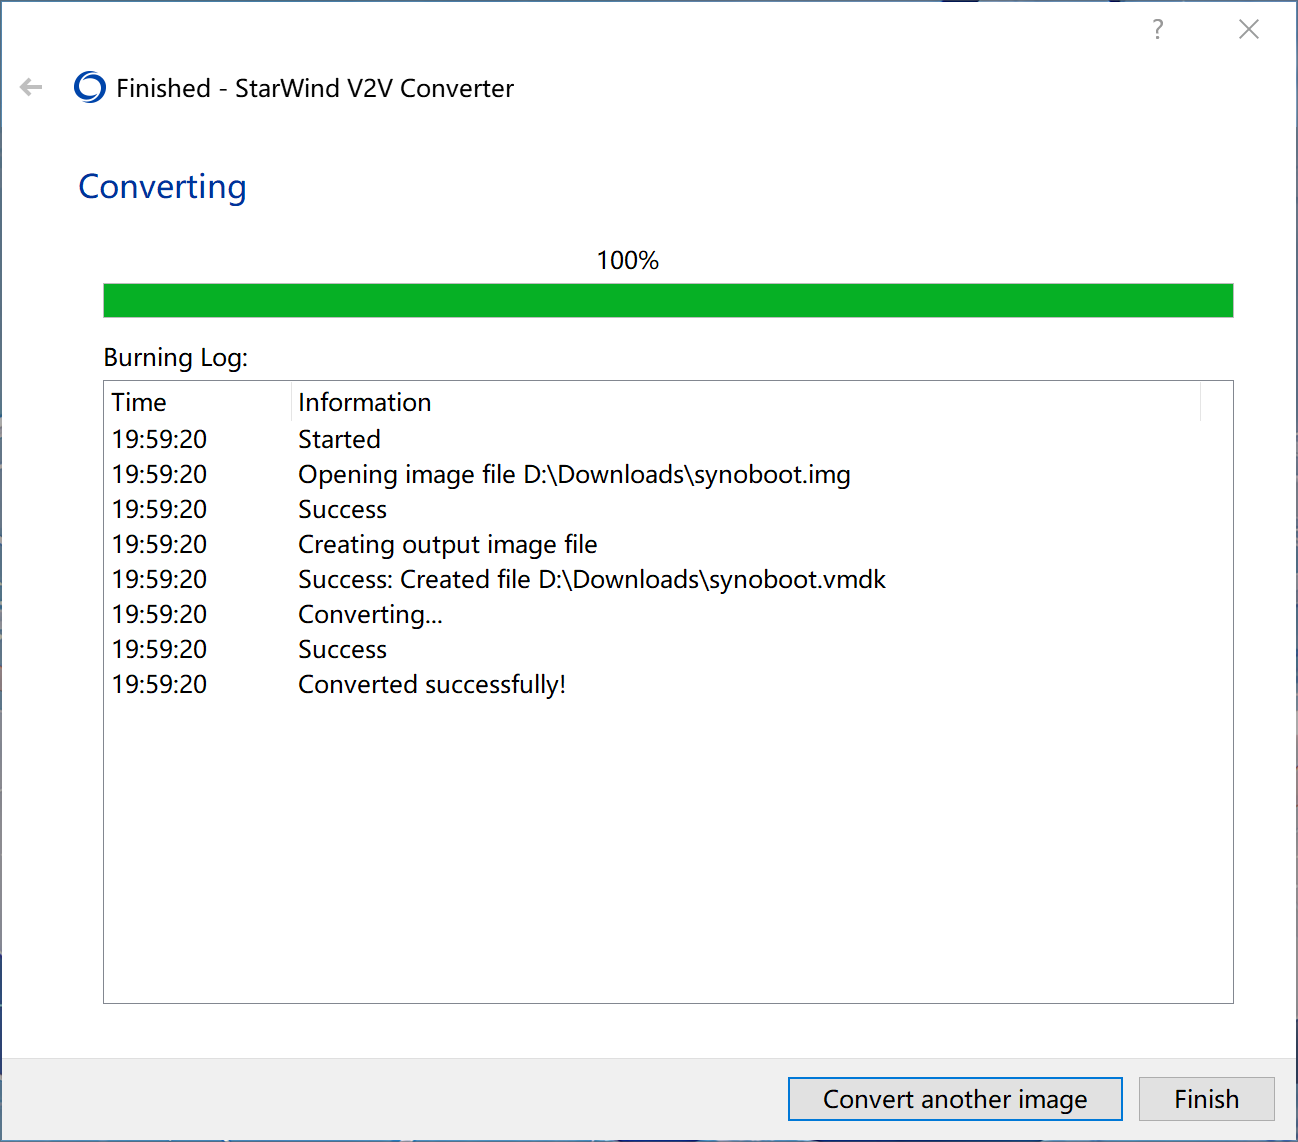 ?
Finished - StarWind V2V Converter
Converting
100%
Burning Log:
Time Information
19:59:20 Started
19:59:20 Opening image file D:\Downloads\synoboot.img
19:59:20 Success
19:59:20 Creating output image file
19:59:20 Success: Created file D:\Downloads\synoboot.vmdk
19:59:20 Converting...
19:59:20 Success
19:59:20 Converted successfully!
Convert another image Finish